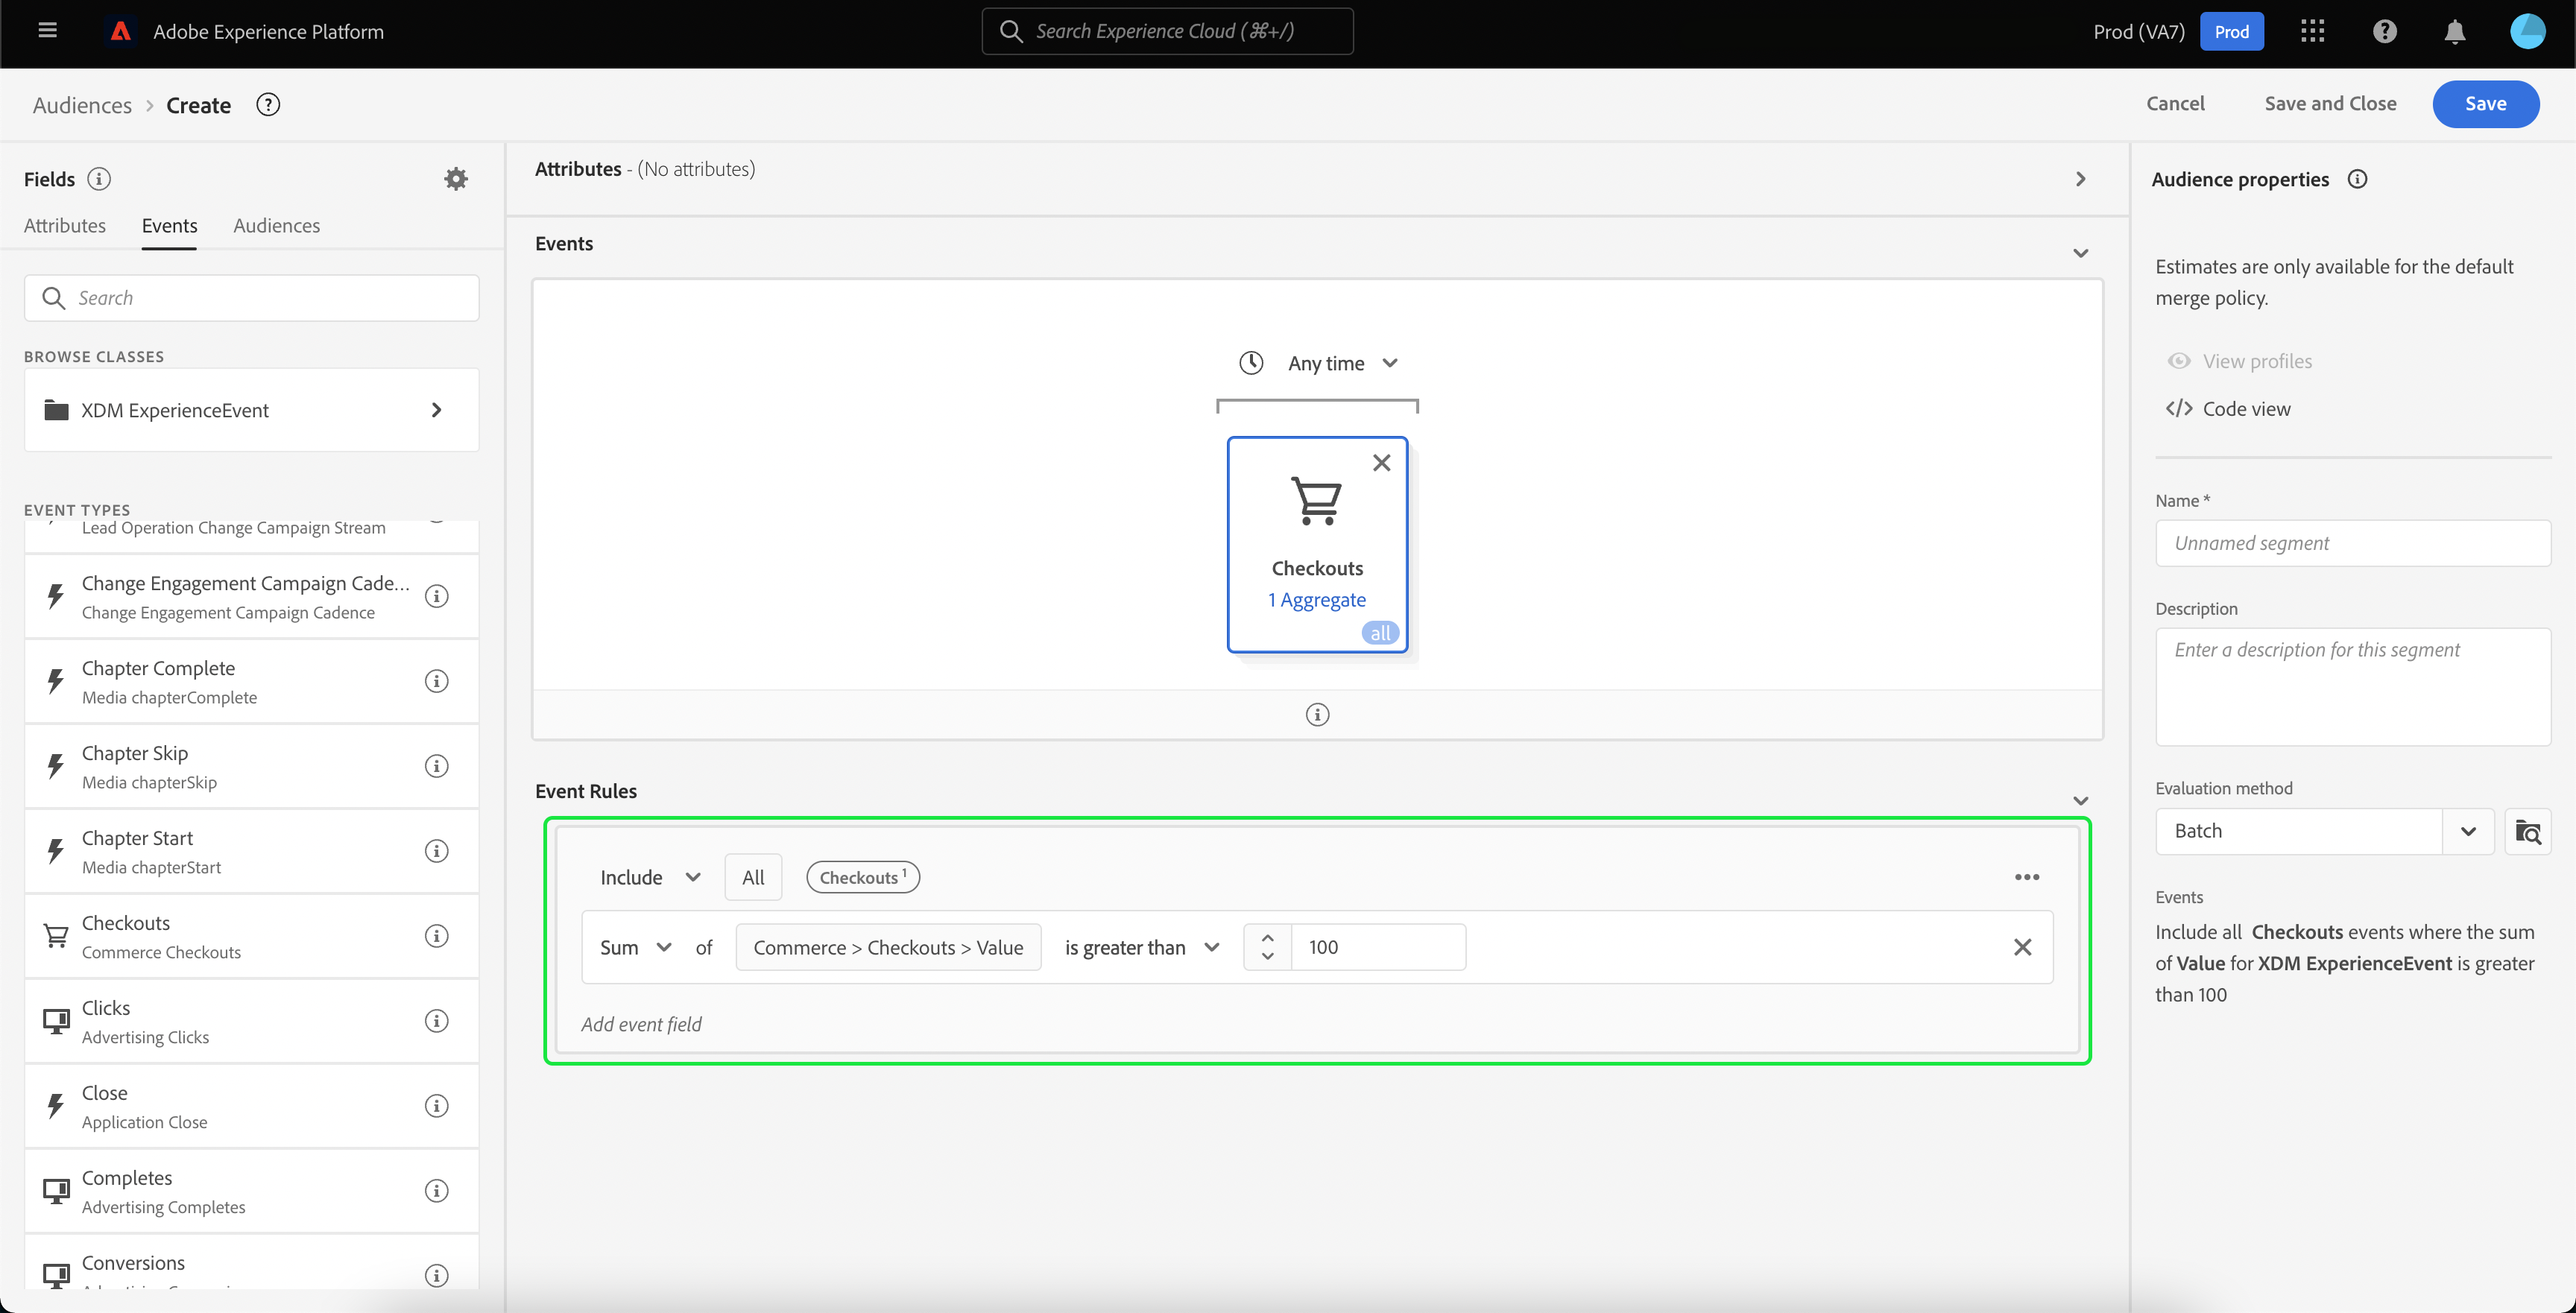 Adobe Experience Platform
Search Experience Cloud (⌘+/)
Prod (VA7)
Prod
Audiences > Create
Cancel
Save and Close
Save
Fields
Attributes
Events
Audiences
Search
BROWSE CLASSES
XDM ExperienceEvent
EVENT TYPES
Lead Operation Change Campaign Stream
Change Engagement Campaign Cade...
Change Engagement Campaign Cadence
Chapter Complete
Media chapterComplete
Chapter Skip
Media chapterSkip
Chapter Start
Media chapterStart
Checkouts
Commerce Checkouts
Clicks
Advertising Clicks
Close
Application Close
Completes
Advertising Completes
Conversions
Attributes - (No attributes)
Events
Any time
Checkouts
1 Aggregate
all
Event Rules
Include
All
Checkouts 1
Sum of Commerce > Checkouts > Value is greater than 100
Add event field
Audience properties
Estimates are only available for the default
merge policy.
View profiles
</> Code view
Name *
Unnamed segment
Description
Enter a description for this segment
Evaluation method
Batch
Events
Include all Checkouts events where the sum
of Value for XDM ExperienceEvent is greater
than 100